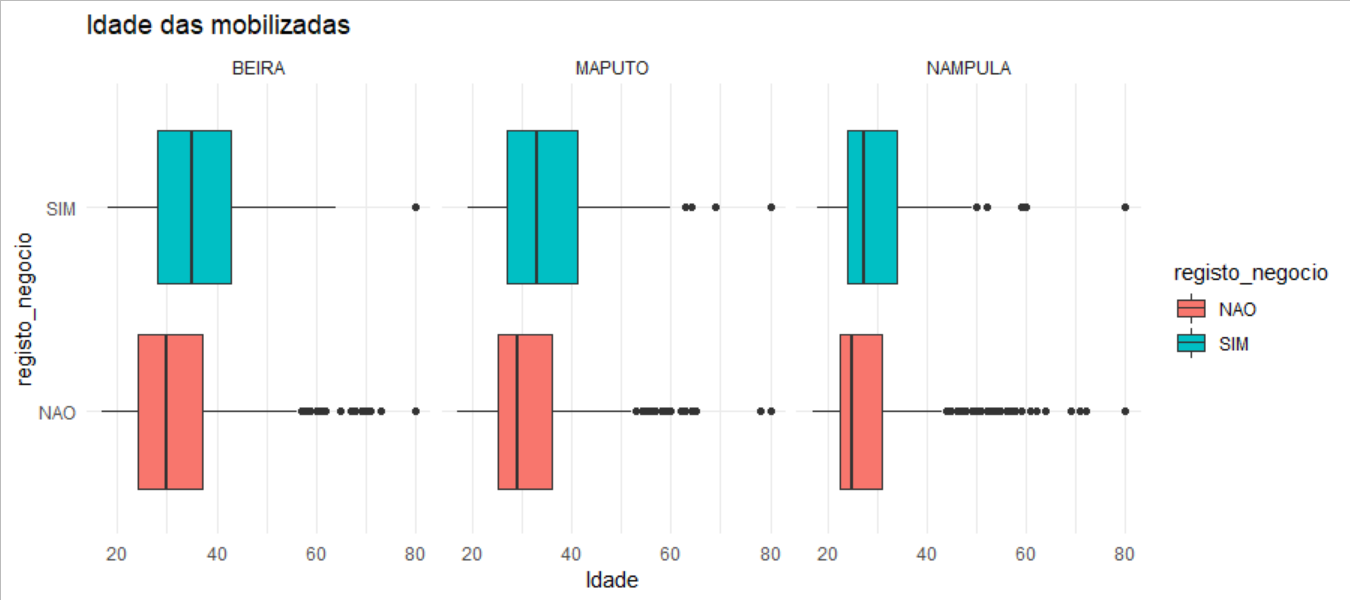 Idade das mobilizadas
BEIRA MAPUTO NAMPULA
SIM
NAO
registo_negocio
20 40 60 80 20 40 60 80 20 40 60 80
Idade
registo_negocio
NAO
SIM